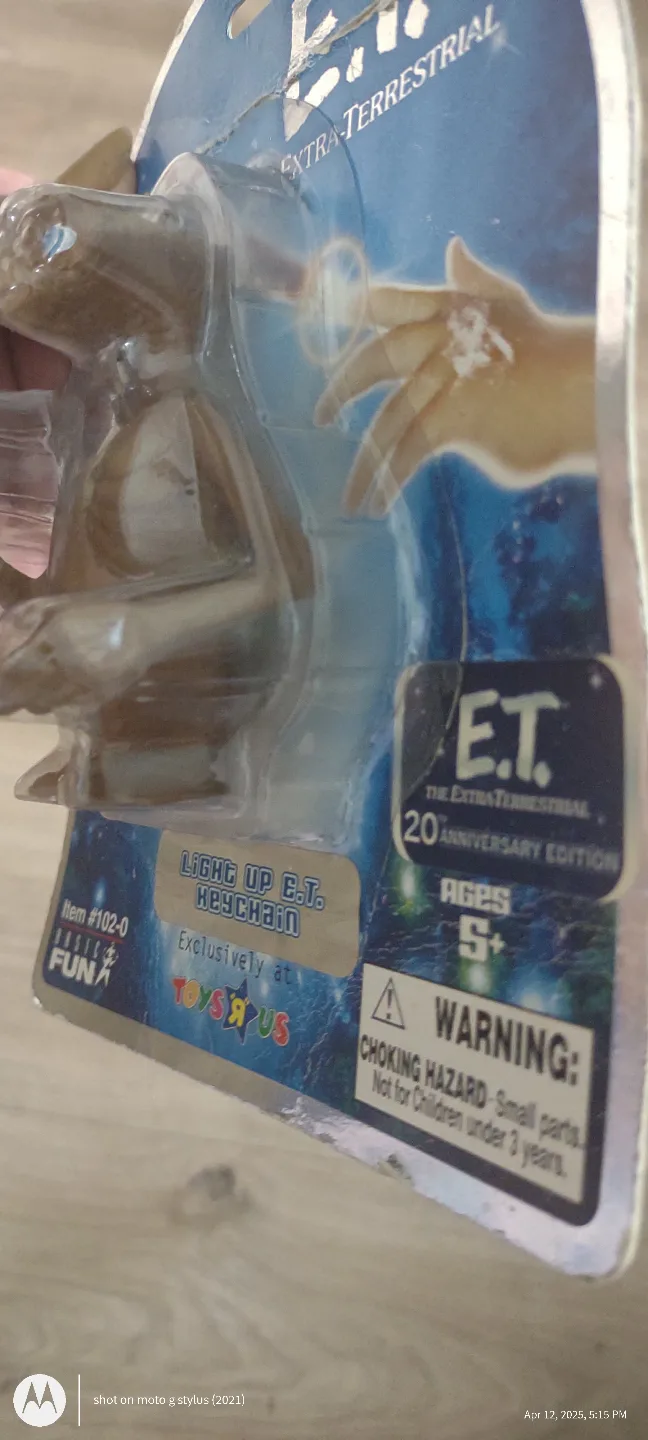 E.T.
EXTRA-TERRESTRIAL
E.T.
THE EXTRA-TERRESTRIAL
20TH ANNIVERSARY EDITION
LIGHT UP E.T.
KEYCHAIN
Exclusively at
TOYS R US
Item #102-0
BASIC
FUN
AGES
5+
WARNING:
CHOKING HAZARD-Small parts.
Not for Children under 3 years.
shot on moto g stylus (2021)
Apr 12, 2025, 5:15 PM